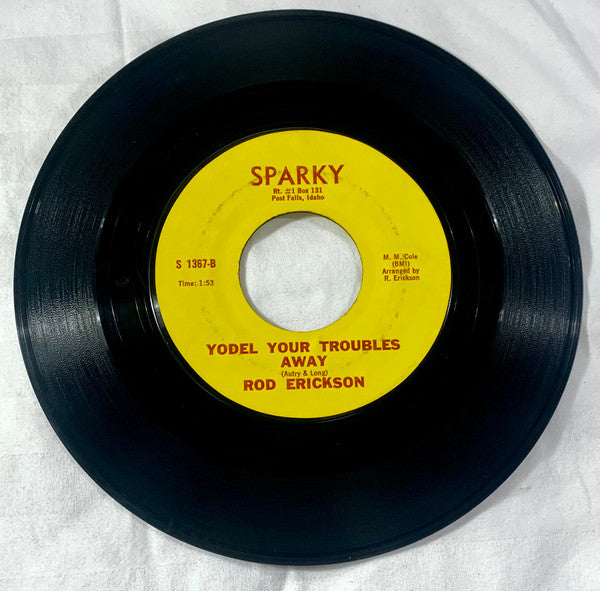 SPARKY
Rt. #1 Box 131
Post Falls, Idaho
S 1367-B
Time: 1:53
M. M. Cole
(BMI)
Arranged by
R. Erickson
YODEL YOUR TROUBLES
AWAY
(Autry & Long)
ROD ERICKSON